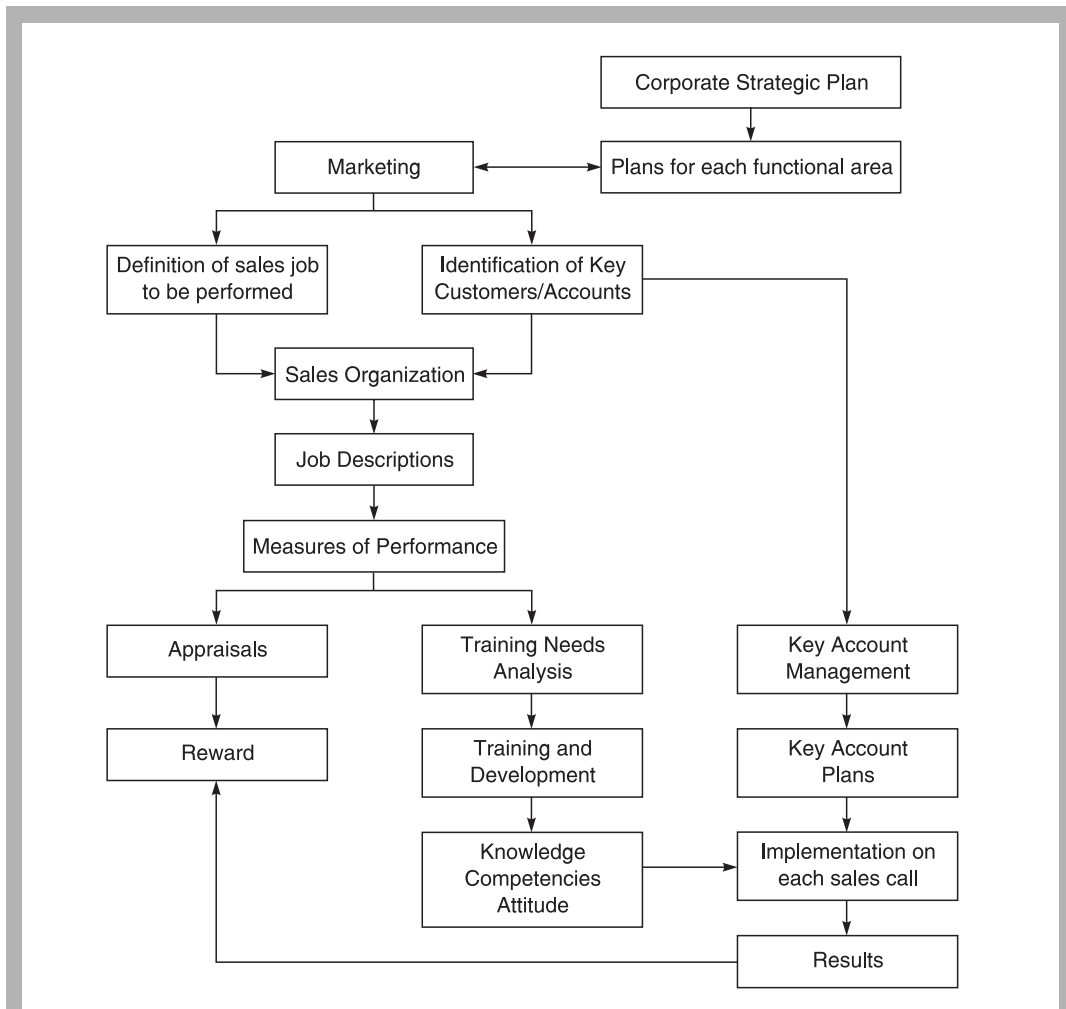 Corporate Strategic Plan
Marketing
Plans for each functional area
Definition of sales job
to be performed
Identification of Key
Customers/Accounts
Sales Organization
Job Descriptions
Measures of Performance
Appraisals
Training Needs
Analysis
Key Account
Management
Reward
Training and
Development
Key Account
Plans
Knowledge
Competencies
Attitude
Implementation on
each sales call
Results